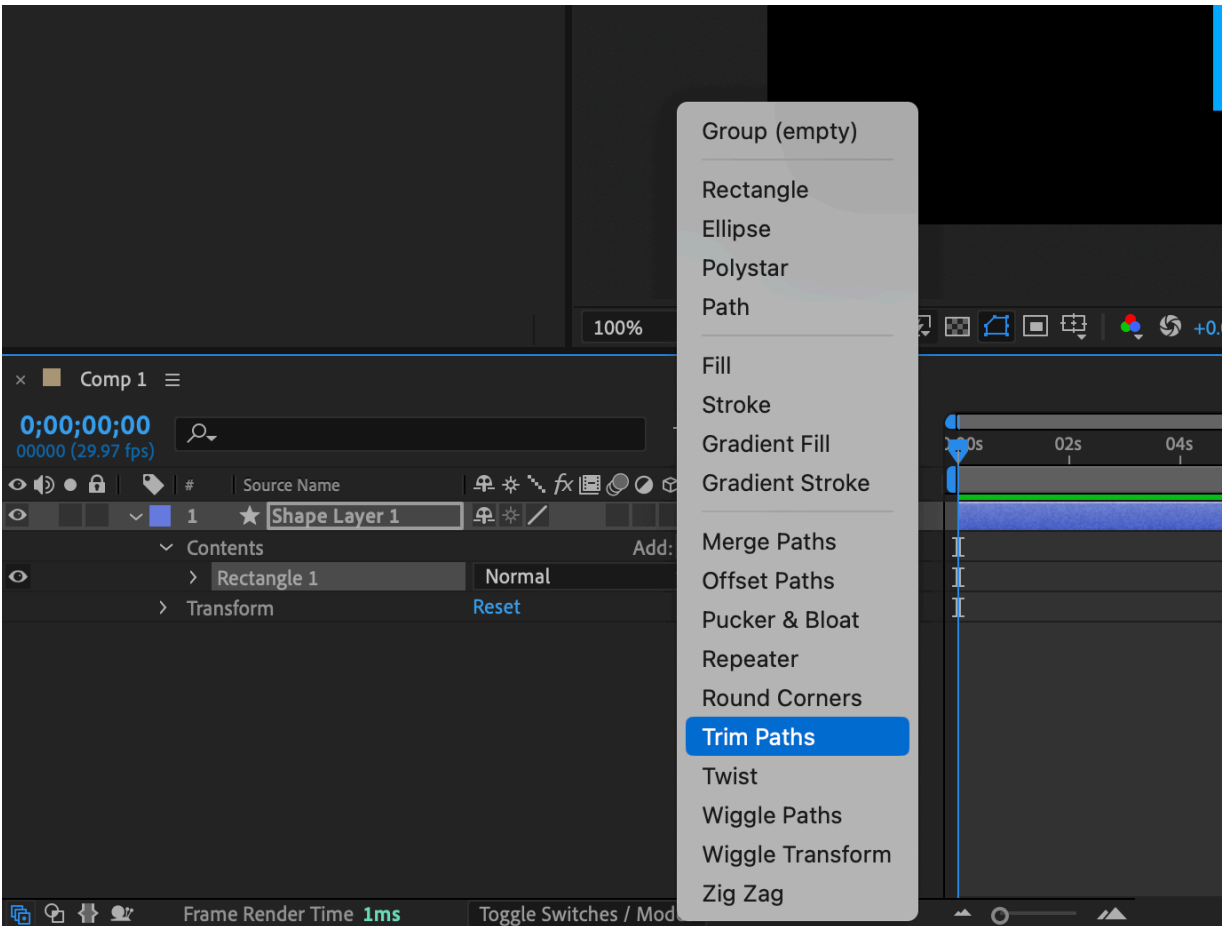 Group (empty)
Rectangle
Ellipse
Polystar
Path
100%
+0.
Fill
Stroke
Gradient Fill
Gradient Stroke
Merge Paths
Offset Paths
Pucker & Bloat
Repeater
Round Corners
Trim Paths
Twist
Wiggle Paths
Wiggle Transform
Zig Zag
× Comp 1
0;00;00;00
00000 (29.97 fps)
02s 04s
# Source Name fx
1 Shape Layer 1
Contents Add:
Rectangle 1 Normal
Transform Reset
Frame Render Time 1ms Toggle Switches /